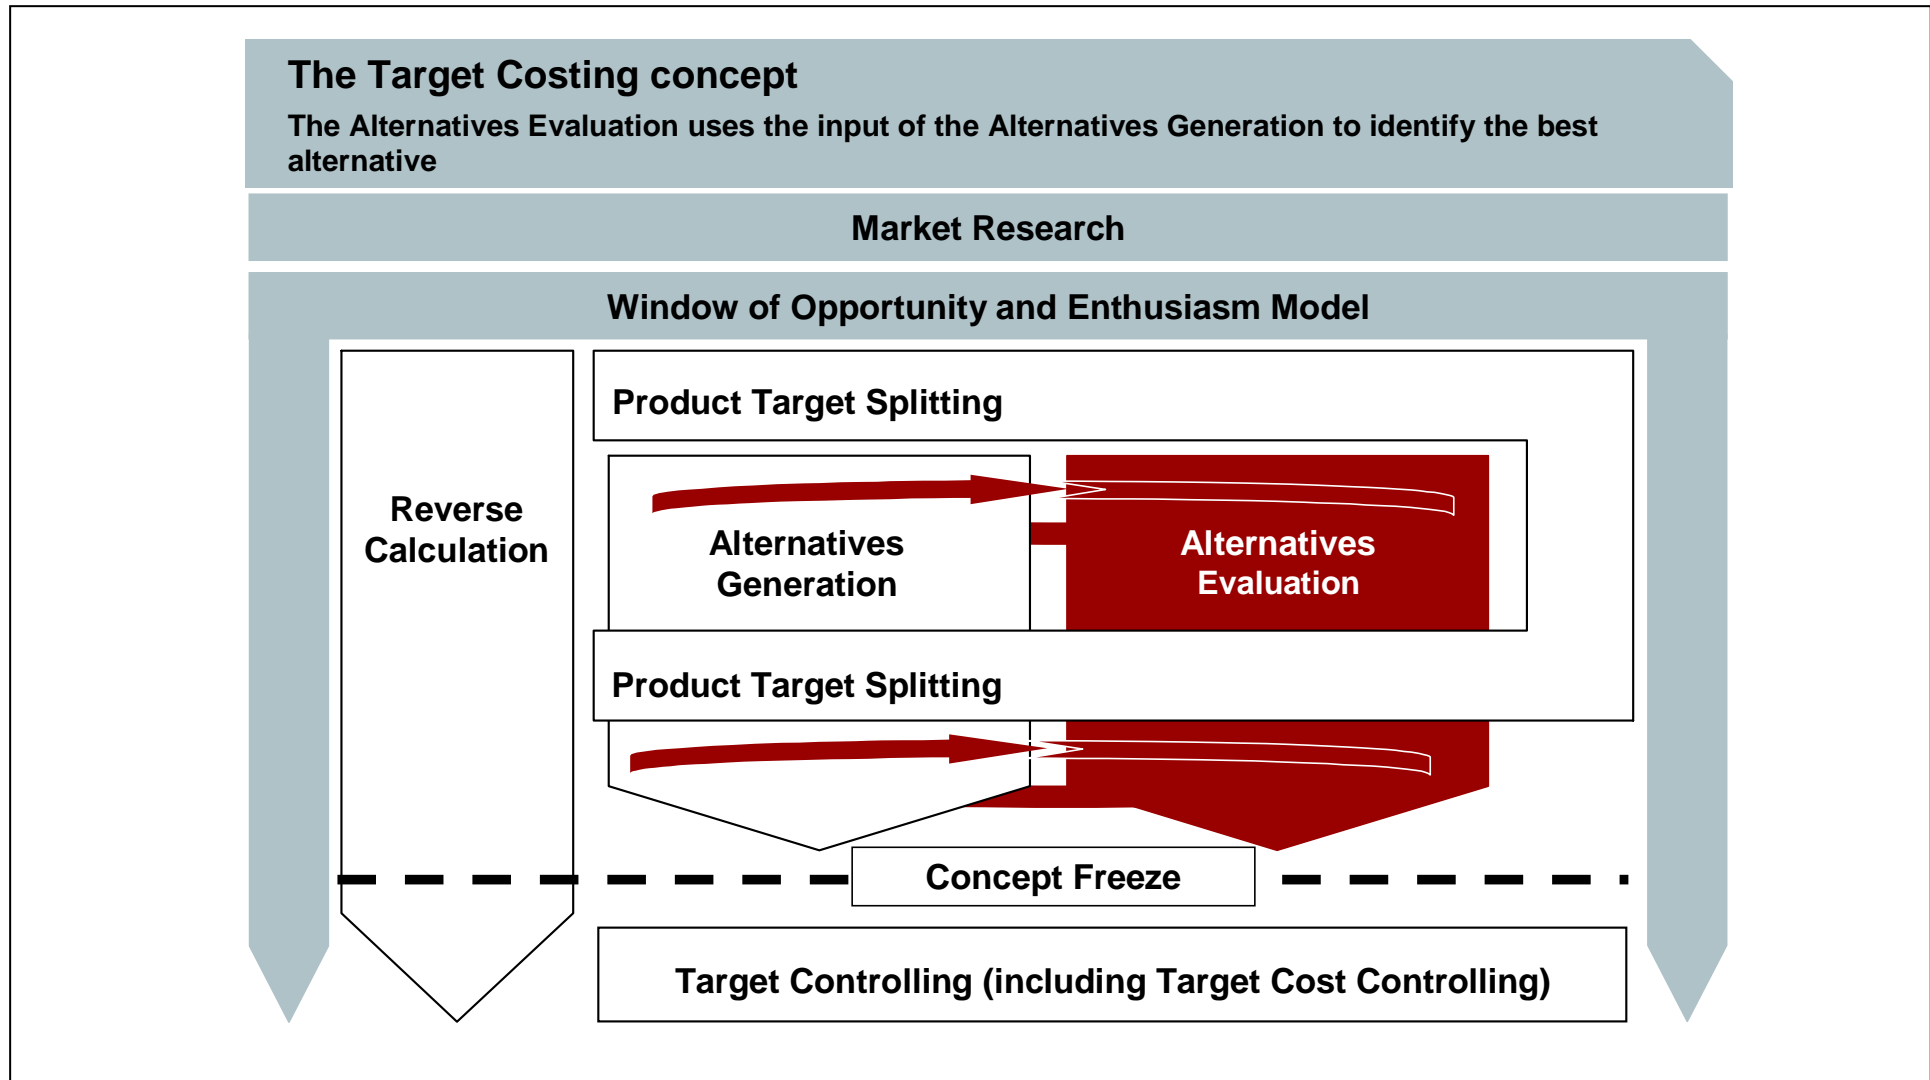 The Target Costing concept
The Alternatives Evaluation uses the input of the Alternatives Generation to identify the best
alternative
Market Research
Window of Opportunity and Enthusiasm Model
Product Target Splitting
Reverse
Calculation
Alternatives
Generation
Alternatives
Evaluation
Product Target Splitting
Concept Freeze
Target Controlling (including Target Cost Controlling)